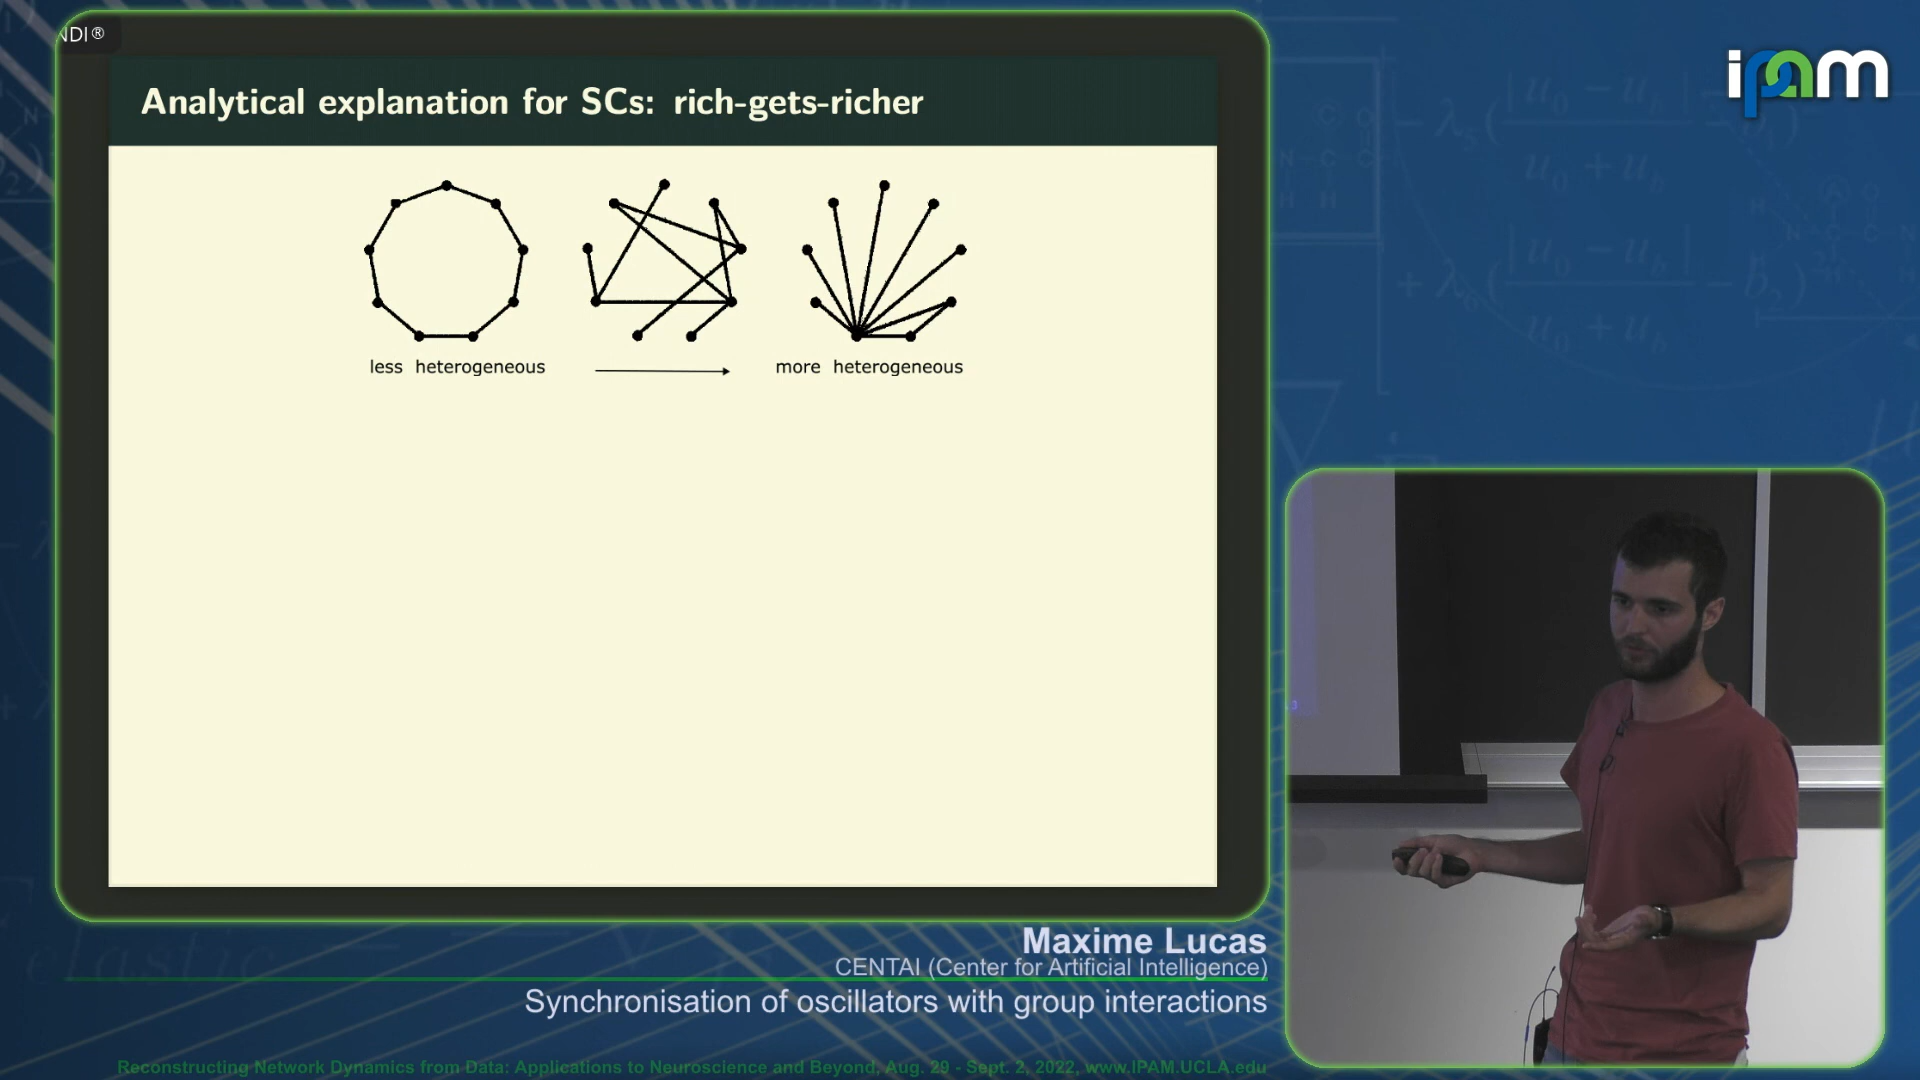 NDI®
ipam
Analytical explanation for SCs: rich-gets-richer
less heterogeneous
more heterogeneous
Maxime Lucas
CENTAI (Center for Artificial Intelligence)
Synchronisation of oscillators with group interactions
Reconstructing Network Dynamics from Data: Applications to Neuroscience and Beyond, Aug. 29 - Sept. 2, 2022, www.IPAM.UCLA.edu